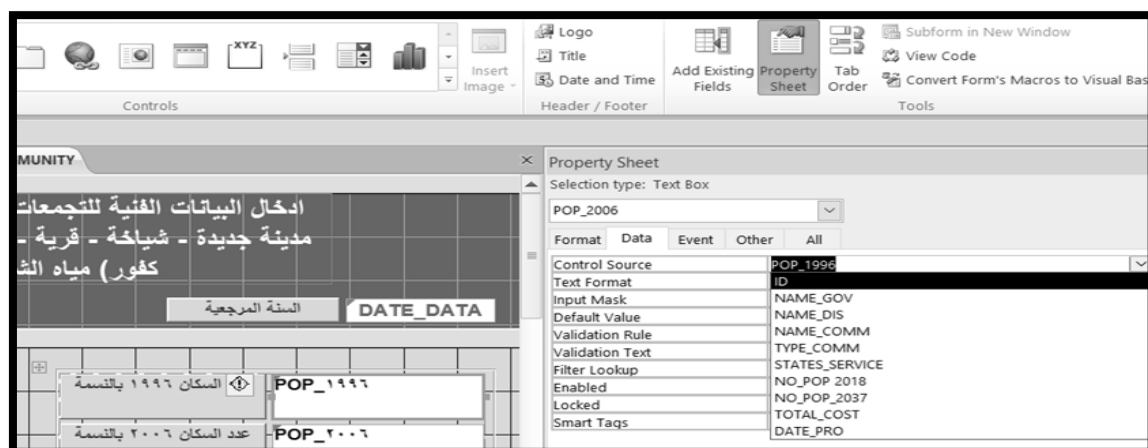 XYZ
Insert
Image
Controls
Logo
Title
Date and Time
Header / Footer
Add Existing
Fields
Property
Sheet
Tab
Order
Subform in New Window
View Code
Convert Form's Macros to Visual Bas
Tools
MUNITY
ادخال البيانات الفنية للتجمعات
مدينة جديدة - شياخة - قرية -
كفور) مياه الش
السنة المرجعية
DATE_DATA
السكان ١٩٩٦ بالنسمة
POP_١٩٩٦
عدد السكان ٢٠٠٦ بالنسمة
POP_٢٠٠٦
Property Sheet
Selection type: Text Box
POP_2006
Format Data Event Other All
Control Source POP_1996
Text Format
Input Mask
Default Value
Validation Rule
Validation Text
Filter Lookup
Enabled
Locked
Smart Tags
ID
NAME_GOV
NAME_DIS
NAME_COMM
TYPE_COMM
STATES_SERVICE
NO_POP 2018
NO_POP_2037
TOTAL_COST
DATE_PRO